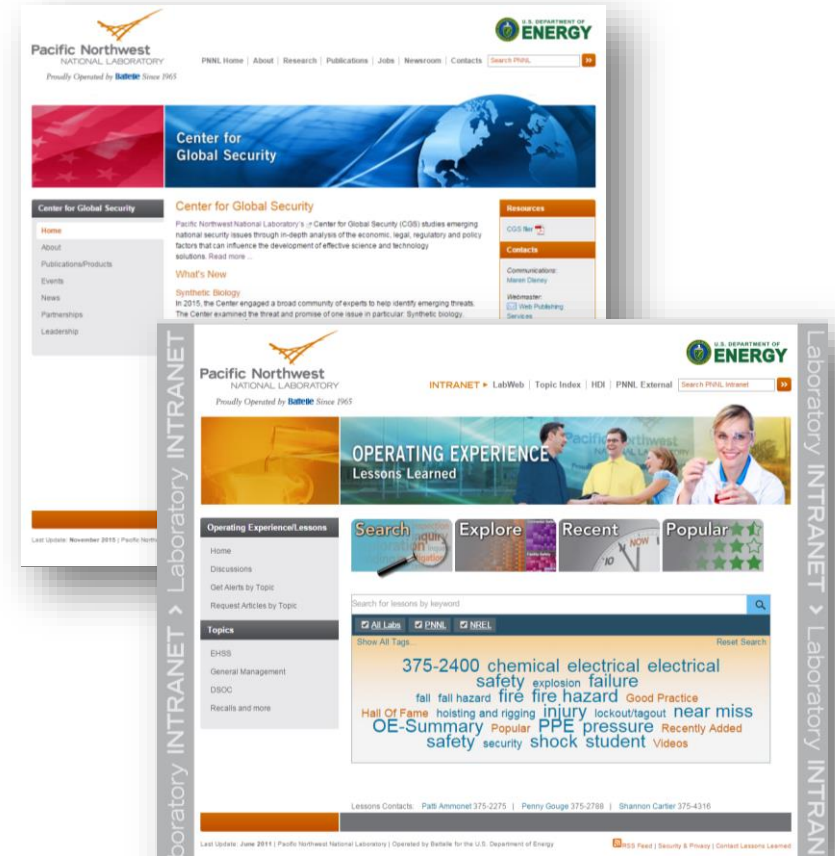 U.S. DEPARTMENT OF
ENERGY
Pacific Northwest
NATIONAL LABORATORY
Proudly Operated by Battelle Since 1965
PNNL Home | About | Research | Publications | Jobs | Newsroom | Contacts
Search PNNL
Center for
Global Security
Center for Global Security
Home
About
Publications/Products
Events
News
Partnerships
Leadership
Center for Global Security
Pacific Northwest National Laboratory's Center for Global Security (CGS) studies emerging
national security issues through in-depth analysis of the economic, legal, regulatory and policy
factors that can influence the development of effective science and technology
solutions. Read more ...
What's New
Synthetic Biology
In 2015, the Center engaged a broad community of experts to help identify emerging threats.
The Center examined the threat and promise of one issue in particular: Synthetic biology.
Resources
CGS flier
Contacts
Communications:
Maren Disney
Webmaster:
Web Publishing
Services
Last Update: November 2015 | Pacific North
Laboratory INTRANET > Laboratory INTRANET
U.S. DEPARTMENT OF
ENERGY
Pacific Northwest
NATIONAL LABORATORY
Proudly Operated by Battelle Since 1965
INTRANET ► LabWeb | Topic Index | HDI | PNNL External
Search PNNL Intranet
OPERATING EXPERIENCE
Lessons Learned
Pacific Northwest
Operating Experience/Lessons
Home
Discussions
Get Alerts by Topic
Request Articles by Topic
Topics
EHSS
General Management
DSOC
Recalls and more
Search
Explore
Recent
NOW
10
Popular
Search for lessons by keyword
All Labs PNNL NREL
Show All Tags... Reset Search
375-2400 chemical electrical electrical
safety explosion failure
fall fall hazard fire fire hazard Good Practice
Hall Of Fame hoisting and rigging injury lockout/tagout near miss
OE-Summary Popular PPE pressure Recently Added
safety security shock student Videos
Lessons Contacts: Patti Ammonet 375-2275 | Penny Gouge 375-2788 | Shannon Cartier 375-4316
Last Update: June 2011 | Pacific Northwest National Laboratory | Operated by Battelle for the U.S. Department of Energy
RSS Feed | Security & Privacy | Contact Lessons Learned
Laboratory INTRANET > Laboratory INTRAN